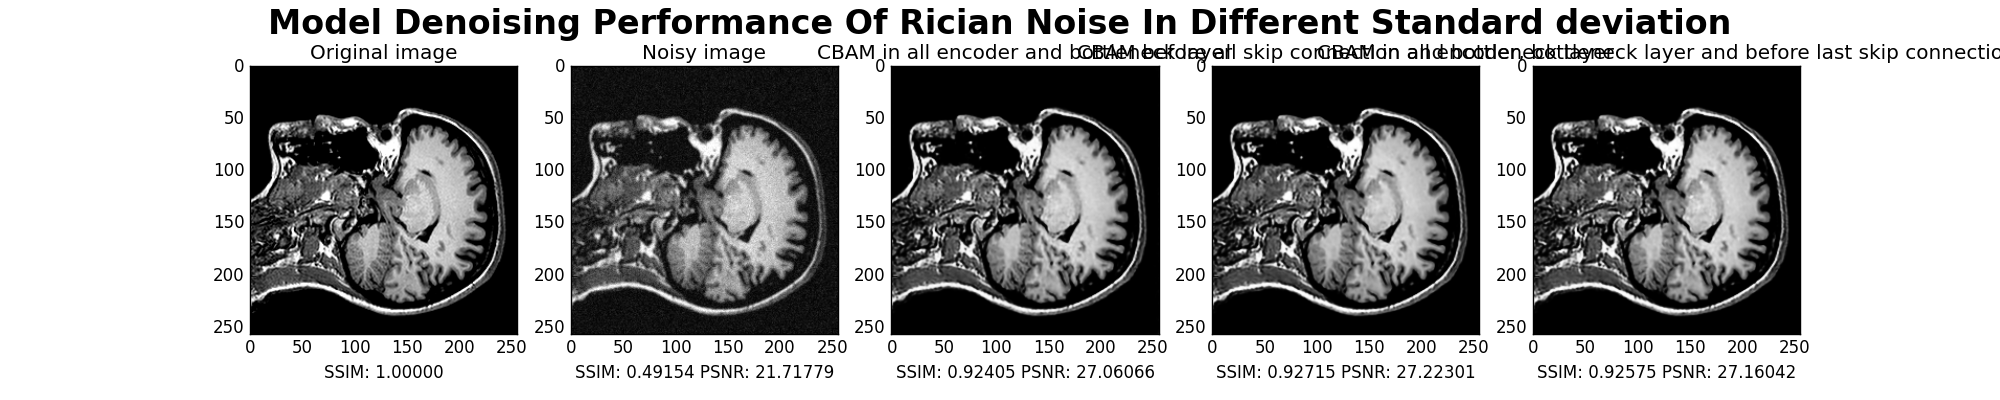 Model Denoising Performance Of Rician Noise In Different Standard deviation
Original image
Noisy image
CBAM in all encoder and bottleneck layer
CBAM before all skip connection and bottleneck layer
CBAM in all encoder, bottleneck layer and before last skip connectio
0
50
100
150
200
250
0 50 100 150 200 250
SSIM: 1.00000
0
50
100
150
200
250
0 50 100 150 200 250
SSIM: 0.49154 PSNR: 21.71779
0
50
100
150
200
250
0 50 100 150 200 250
SSIM: 0.92405 PSNR: 27.06066
0
50
100
150
200
250
0 50 100 150 200 250
SSIM: 0.92715 PSNR: 27.22301
0
50
100
150
200
250
0 50 100 150 200 250
SSIM: 0.92575 PSNR: 27.16042